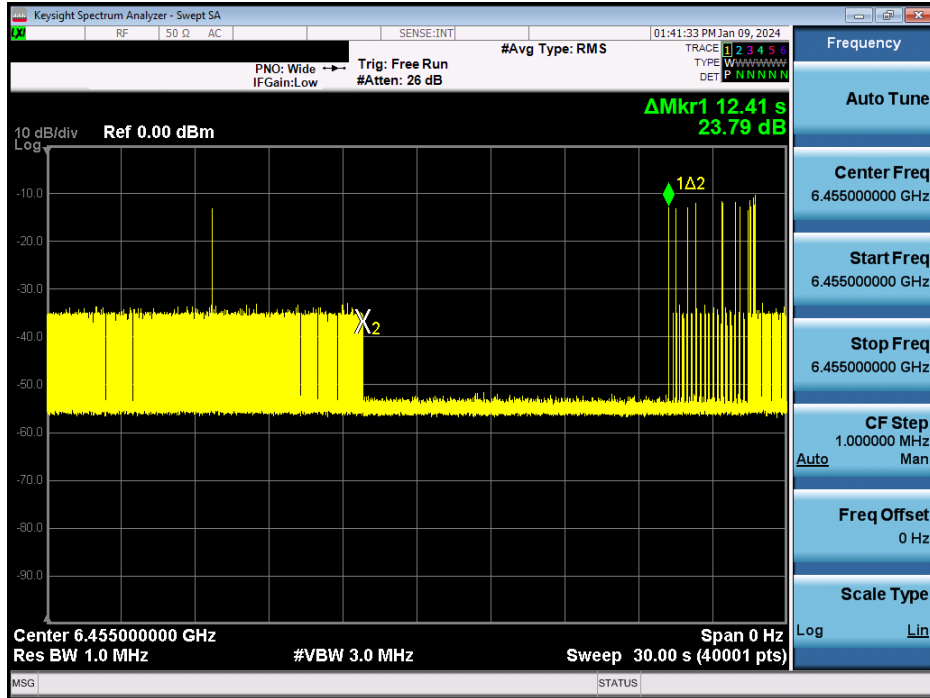 Keysight Spectrum Analyzer - Swept SA
LXI RF 50 Ω AC SENSE:INT 01:41:33 PM Jan 09, 2024
#Avg Type: RMS
TRACE 1 2 3 4 5 6
PNO: Wide Trig: Free Run
TYPE WWWWWW
IFGain:Low #Atten: 26 dB
DET P N N N N N
ΔMkr1 12.41 s
10 dB/div Ref 0.00 dBm 23.79 dB
Log
1Δ2
-10.0
-20.0
-30.0
X2
-40.0
-50.0
-60.0
-70.0
-80.0
-90.0
Center 6.455000000 GHz Span 0 Hz
Res BW 1.0 MHz #VBW 3.0 MHz Sweep 30.00 s (40001 pts)
MSG STATUS
Frequency
Auto Tune
Center Freq
6.455000000 GHz
Start Freq
6.455000000 GHz
Stop Freq
6.455000000 GHz
CF Step
1.000000 MHz
Auto Man
Freq Offset
0 Hz
Scale Type
Log Lin